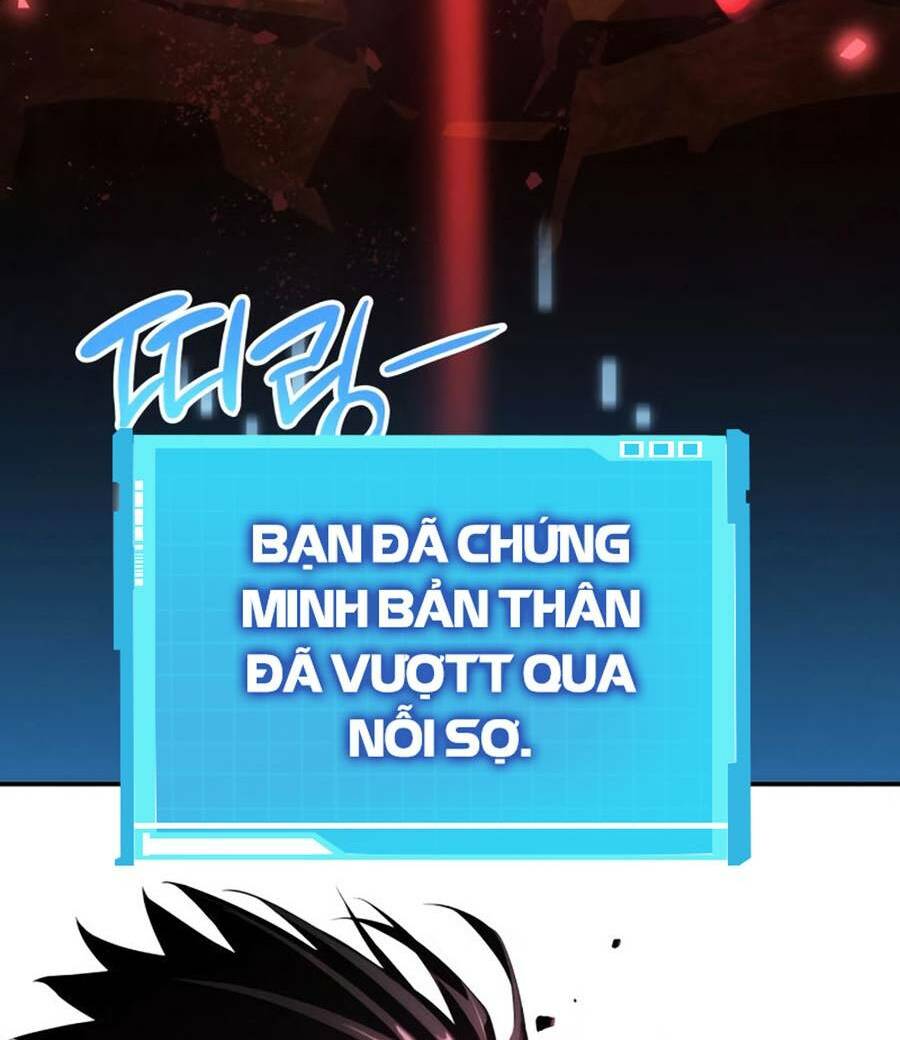 띠링-
BẠN ĐÃ CHỨNG
MINH BẢN THÂN
ĐÃ VƯỢTT QUA
NỖI SỢ.